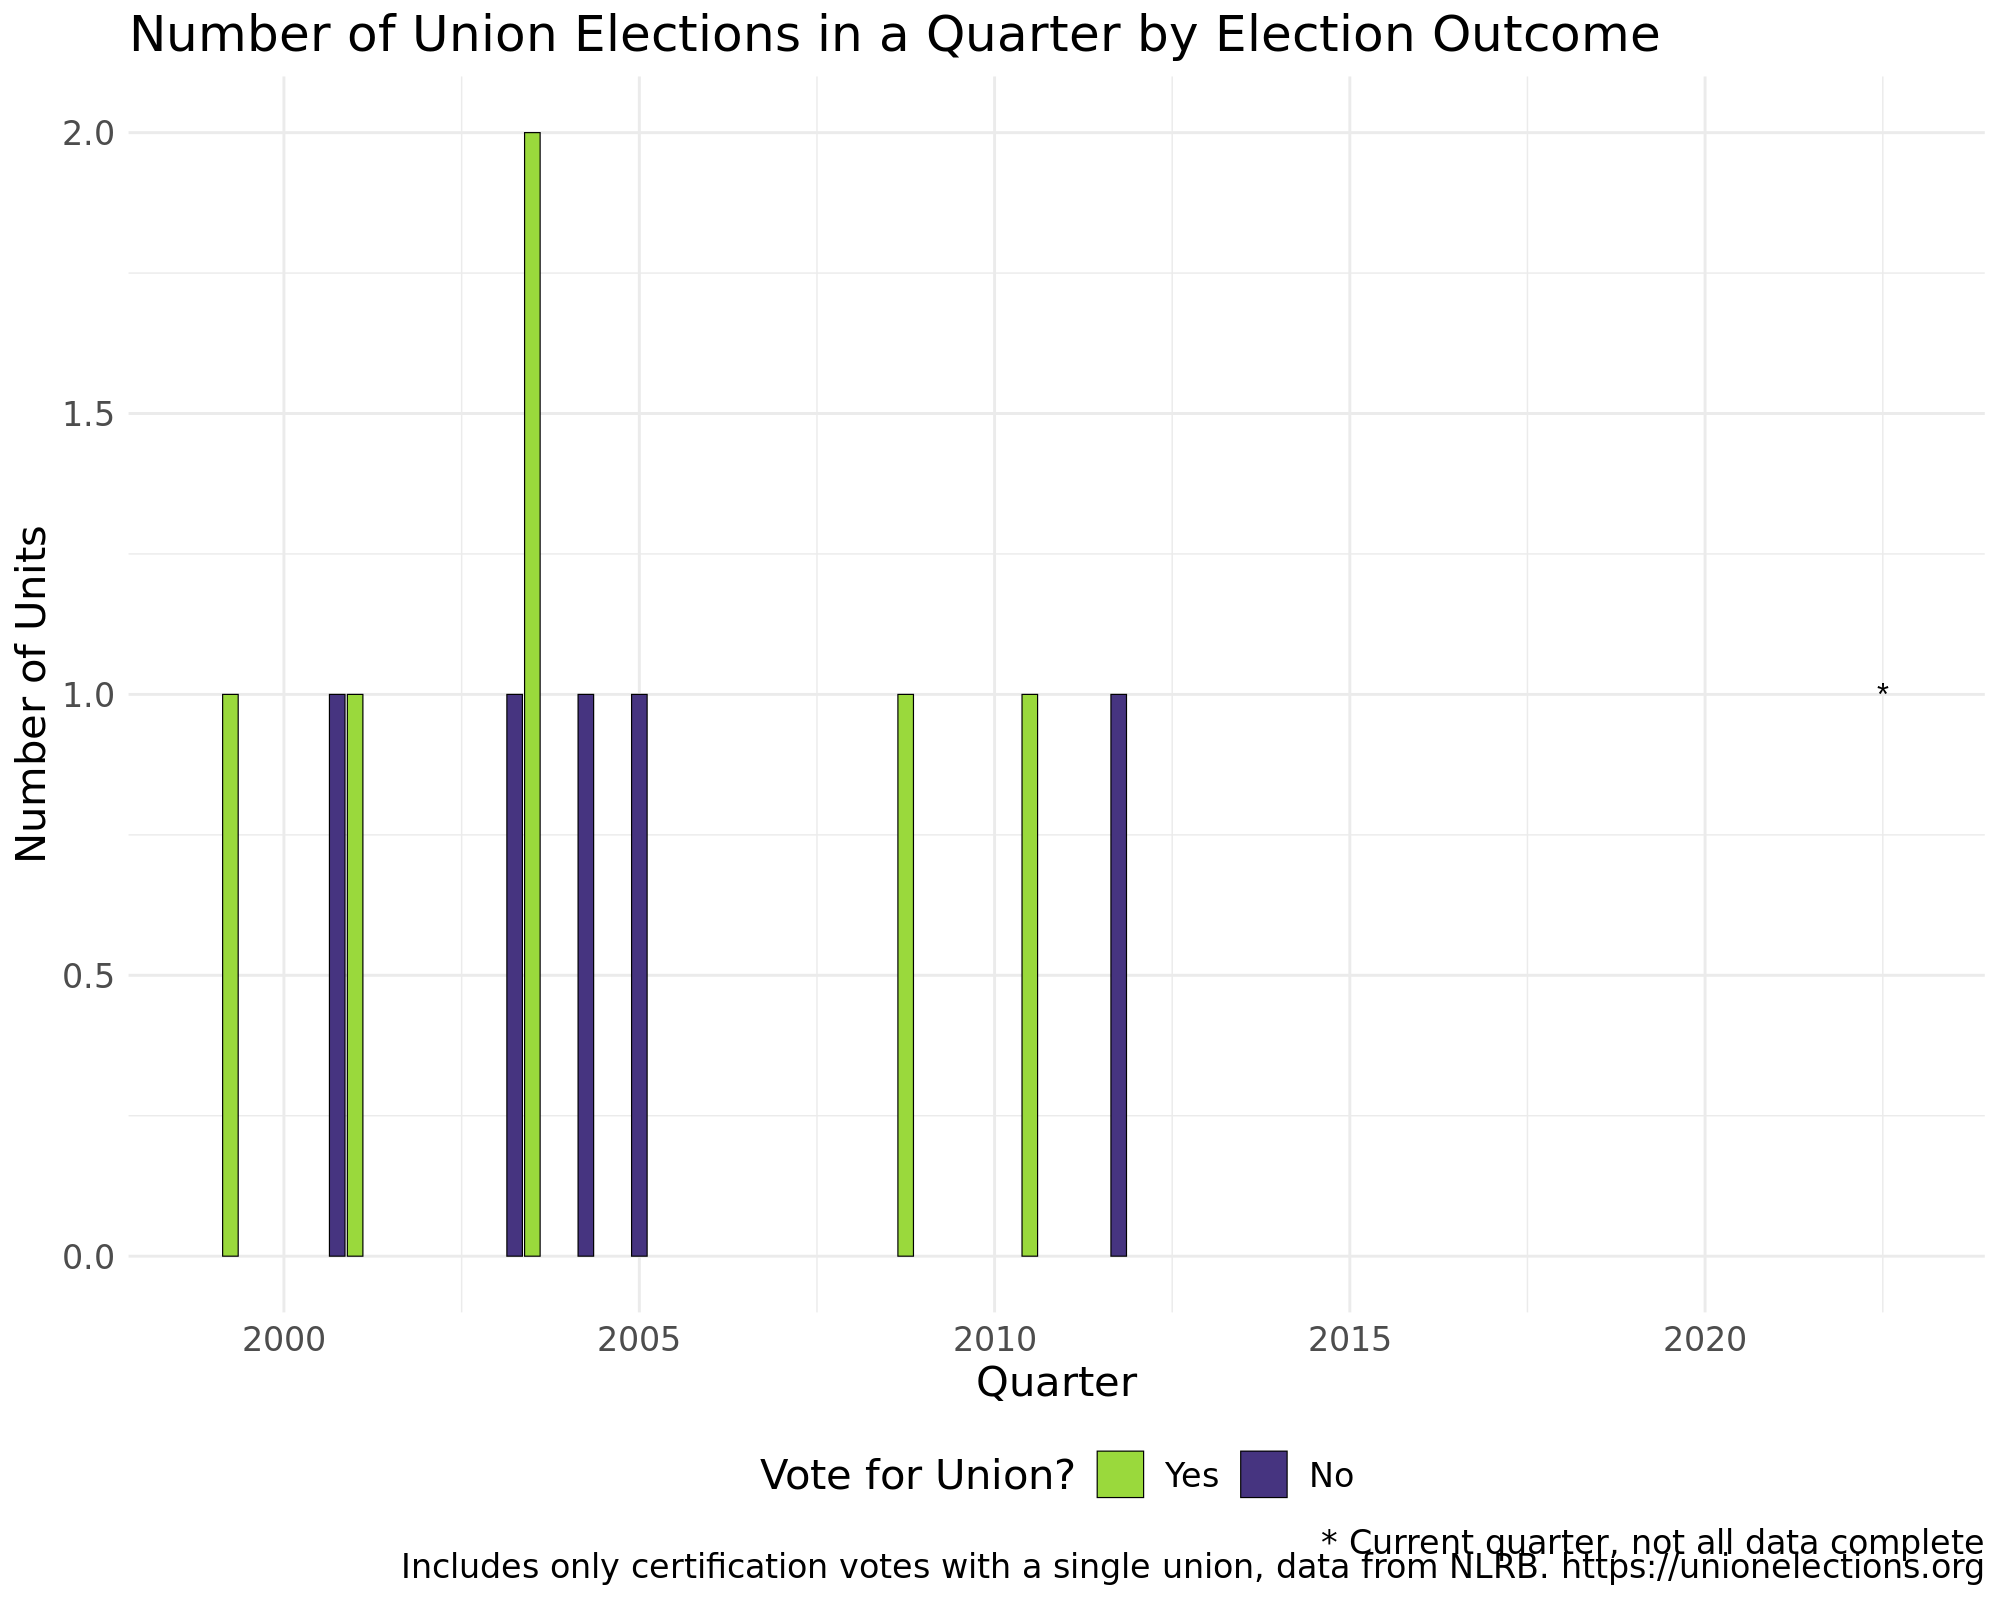 Number of Union Elections in a Quarter by Election Outcome
Number of Units
2.0
1.5
1.0
0.5
0.0
*
2000 2005 2010 2015 2020
Quarter
Vote for Union? Yes No
* Current quarter, not all data complete
Includes only certification votes with a single union, data from NLRB. https://unionelections.org